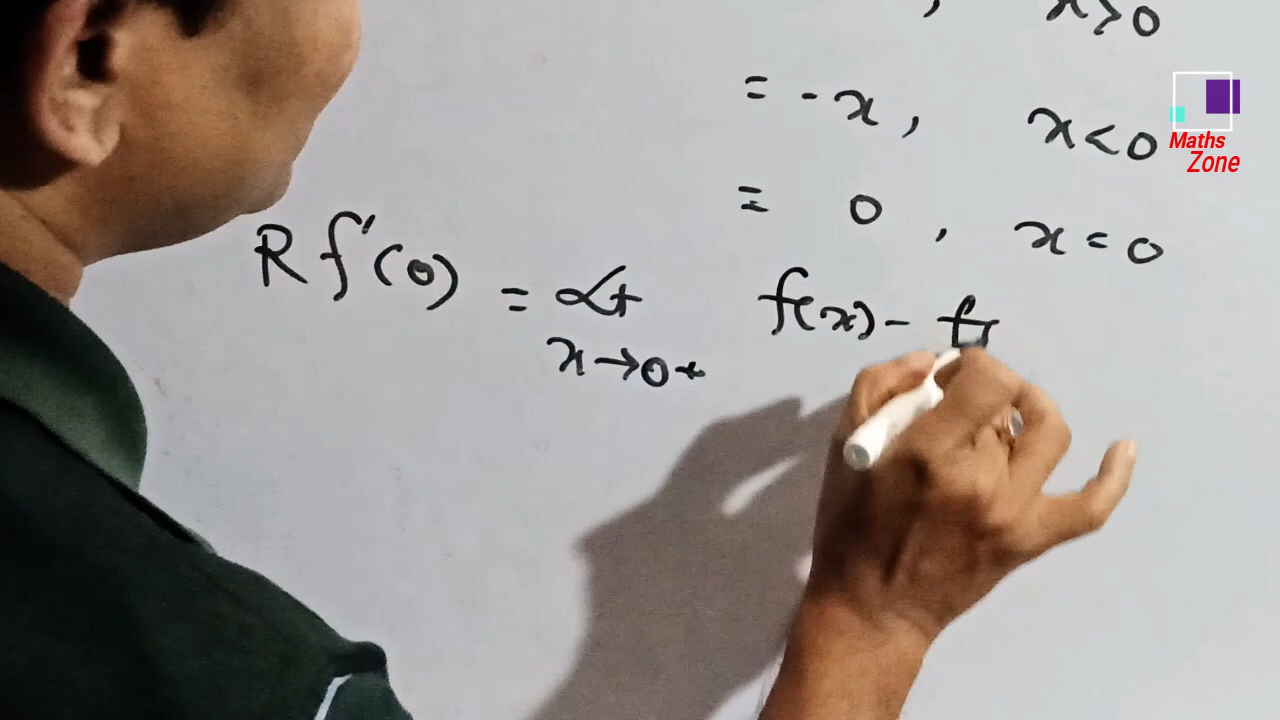 , x>0
= -x, x<0
Maths
Zone
= 0, x=0
Rf'(0) = Lt f(x) - f(
x→0+